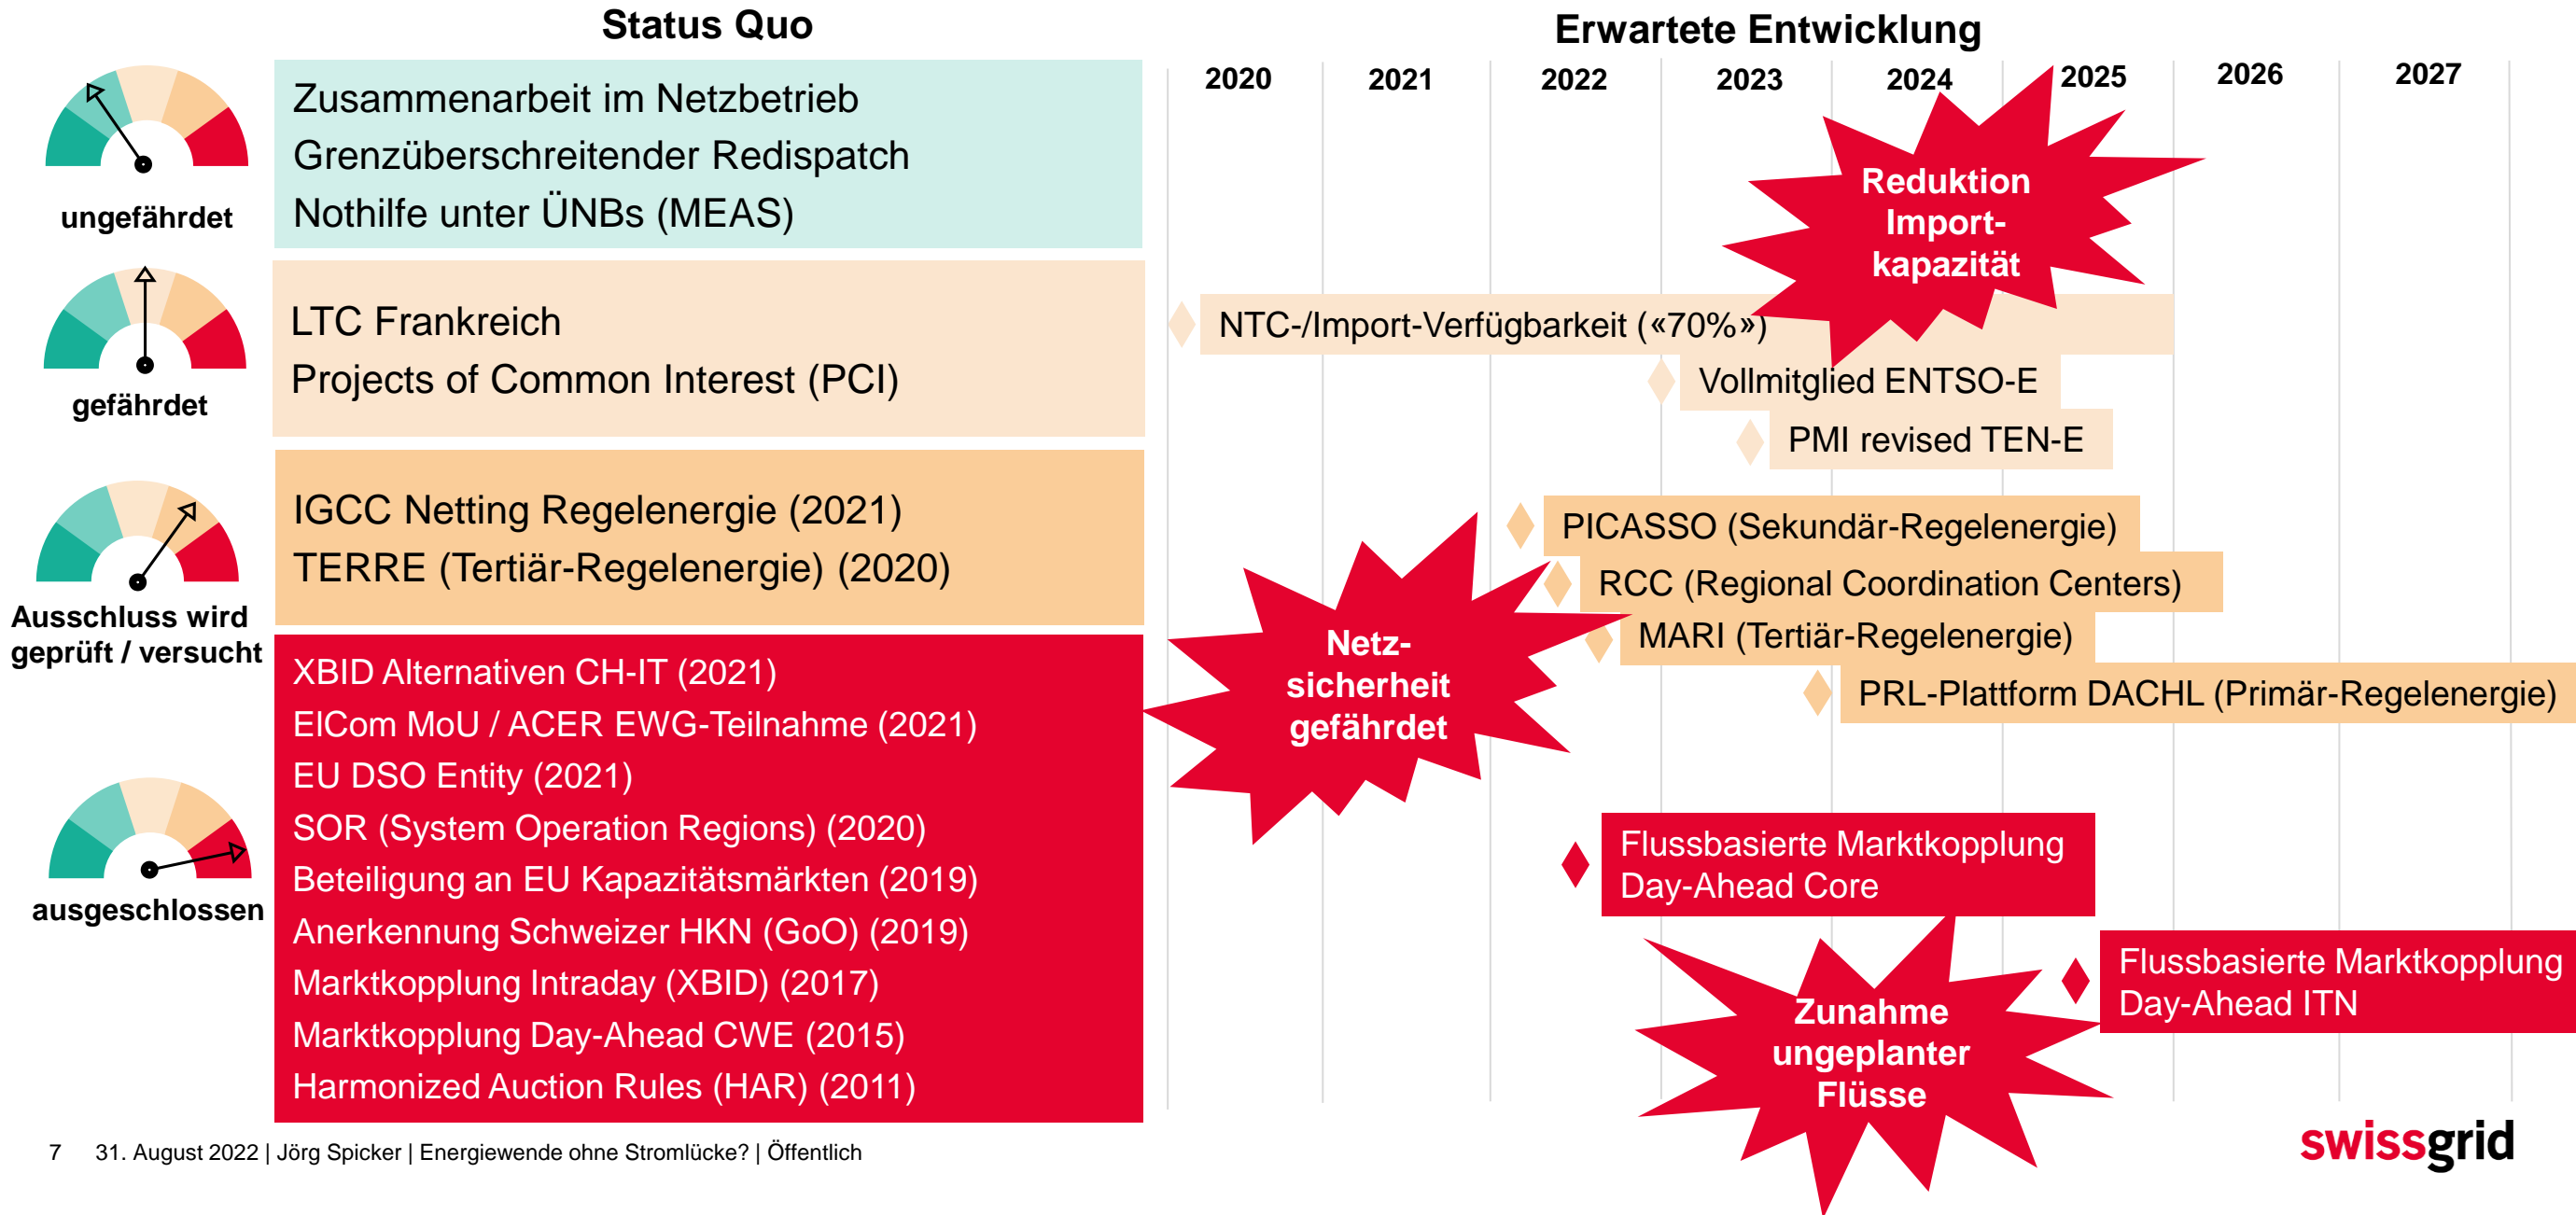 Status Quo
Erwartete Entwicklung
ungefährdet
Zusammenarbeit im Netzbetrieb
Grenzüberschreitender Redispatch
Nothilfe unter ÜNBs (MEAS)
gefährdet
LTC Frankreich
Projects of Common Interest (PCI)
Ausschluss wird
geprüft / versucht
IGCC Netting Regelenergie (2021)
TERRE (Tertiär-Regelenergie) (2020)
ausgeschlossen
XBID Alternativen CH-IT (2021)
ElCom MoU / ACER EWG-Teilnahme (2021)
EU DSO Entity (2021)
SOR (System Operation Regions) (2020)
Beteiligung an EU Kapazitätsmärkten (2019)
Anerkennung Schweizer HKN (GoO) (2019)
Marktkopplung Intraday (XBID) (2017)
Marktkopplung Day-Ahead CWE (2015)
Harmonized Auction Rules (HAR) (2011)
2020 2021 2022 2023 2024 2025 2026 2027
Reduktion
Import-
kapazität
NTC-/Import-Verfügbarkeit («70%»)
Vollmitglied ENTSO-E
PMI revised TEN-E
PICASSO (Sekundär-Regelenergie)
RCC (Regional Coordination Centers)
MARI (Tertiär-Regelenergie)
PRL-Plattform DACHL (Primär-Regelenergie)
Netz-
sicherheit
gefährdet
Flussbasierte Marktkopplung
Day-Ahead Core
Flussbasierte Marktkopplung
Day-Ahead ITN
Zunahme
ungeplanter
Flüsse
7 31. August 2022 | Jörg Spicker | Energiewende ohne Stromlücke? | Öffentlich
swissgrid